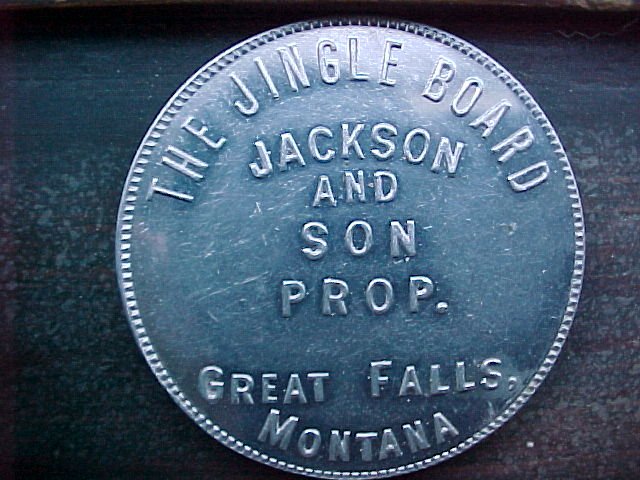 THE JINGLE BOARD
JACKSON
AND
SON
PROP.
GREAT FALLS,
MONTANA